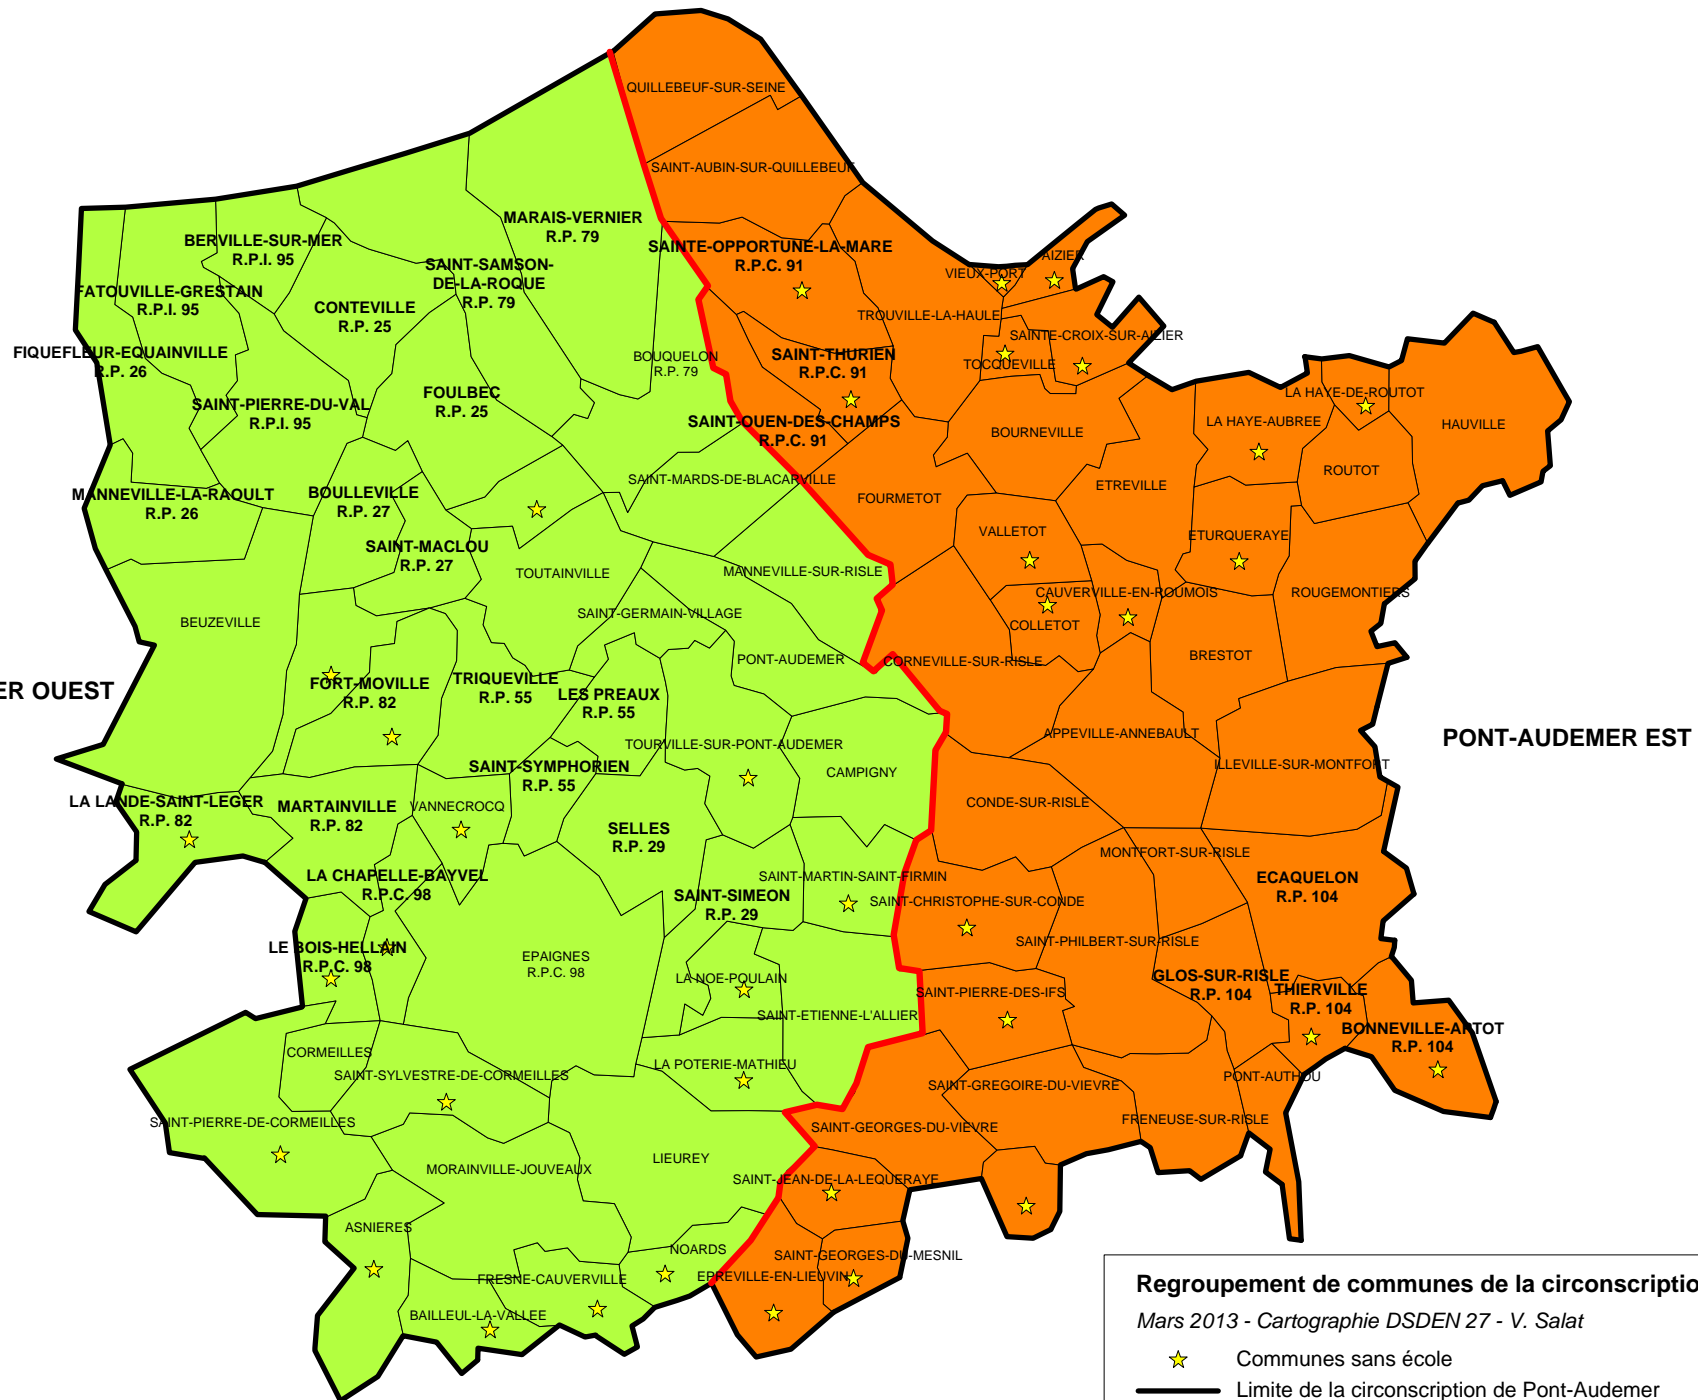 QUILLEBEUF-SUR-SEINE
SAINT-AUBIN-SUR-QUILLEBEUF
MARAIS-VERNIER
R.P. 79
BERVILLE-SUR-MER
R.P.I. 95
SAINTE-OPPORTUNE-LA-MARE
R.P.C. 91
SAINT-SAMSON-
DE-LA-ROQUE
R.P. 79
AIZIER
VIEUX-PORT
FATOUVILLE-GRESTAIN
R.P.I. 95
CONTEVILLE
R.P. 25
TROUVILLE-LA-HAULE
SAINTE-CROIX-SUR-AIZIER
FIQUEFLEUR-EQUAINVILLE
R.P. 26
BOUQUELON
R.P. 79
SAINT-THURIEN
R.P.C. 91
TOCQUEVILLE
SAINT-PIERRE-DU-VAL
R.P.I. 95
FOULBEC
R.P. 25
LA HAYE-DE-ROUTOT
SAINT-OUEN-DES-CHAMPS
R.P.C. 91
BOURNEVILLE
LA HAYE-AUBREE
HAUVILLE
ROUTOT
MANNEVILLE-LA-RAOULT
R.P. 26
BOULLEVILLE
R.P. 27
SAINT-MARDS-DE-BLACARVILLE
FOURMETOT
ETREVILLE
VALLETOT
ETURQUERAYE
SAINT-MACLOU
R.P. 27
TOUTAINVILLE
MANNEVILLE-SUR-RISLE
CAUVERVILLE-EN-ROUMOIS
ROUGEMONTIERS
BEUZEVILLE
SAINT-GERMAIN-VILLAGE
COLLETOT
PONT-AUDEMER
CORNEVILLE-SUR-RISLE
BRESTOT
ER OUEST
FORT-MOVILLE
R.P. 82
TRIQUEVILLE
R.P. 55
LES PREAUX
R.P. 55
TOURVILLE-SUR-PONT-AUDEMER
APPEVILLE-ANNEBAULT
PONT-AUDEMER EST
SAINT-SYMPHORIEN
R.P. 55
CAMPIGNY
ILLEVILLE-SUR-MONTFORT
LA LANDE-SAINT-LEGER
R.P. 82
MARTAINVILLE
R.P. 82
VANNECROCQ
CONDE-SUR-RISLE
SELLES
R.P. 29
MONTFORT-SUR-RISLE
LA CHAPELLE-BAYVEL
R.P.C. 98
SAINT-MARTIN-SAINT-FIRMIN
ECAQUELON
R.P. 104
SAINT-SIMEON
R.P. 29
SAINT-CHRISTOPHE-SUR-CONDE
LE BOIS-HELLAIN
R.P.C. 98
EPAIGNES
R.P.C. 98
SAINT-PHILBERT-SUR-RISLE
LA NOE-POULAIN
SAINT-PIERRE-DES-IFS
GLOS-SUR-RISLE
R.P. 104
THIERVILLE
R.P. 104
SAINT-ETIENNE-L'ALLIER
BONNEVILLE-APTOT
R.P. 104
CORMEILLES
SAINT-SYLVESTRE-DE-CORMEILLES
LA POTERIE-MATHIEU
PONT-AUTHOU
SAINT-GREGOIRE-DU-VIEVRE
SAINT-PIERRE-DE-CORMEILLES
SAINT-GEORGES-DU-VIEVRE
FRENEUSE-SUR-RISLE
MORAINVILLE-JOUVEAUX
LIEUREY
SAINT-JEAN-DE-LA-LEQUERAYE
ASNIERES
NOARDS
SAINT-GEORGES-DU-MESNIL
FRESNE-CAUVERVILLE
EPREVILLE-EN-LIEUVIN
BAILLEUL-LA-VALLEE
Regroupement de communes de la circonscriptio
Mars 2013 - Cartographie DSDEN 27 - V. Salat
Communes sans école
Limite de la circonscription de Pont-Audemer